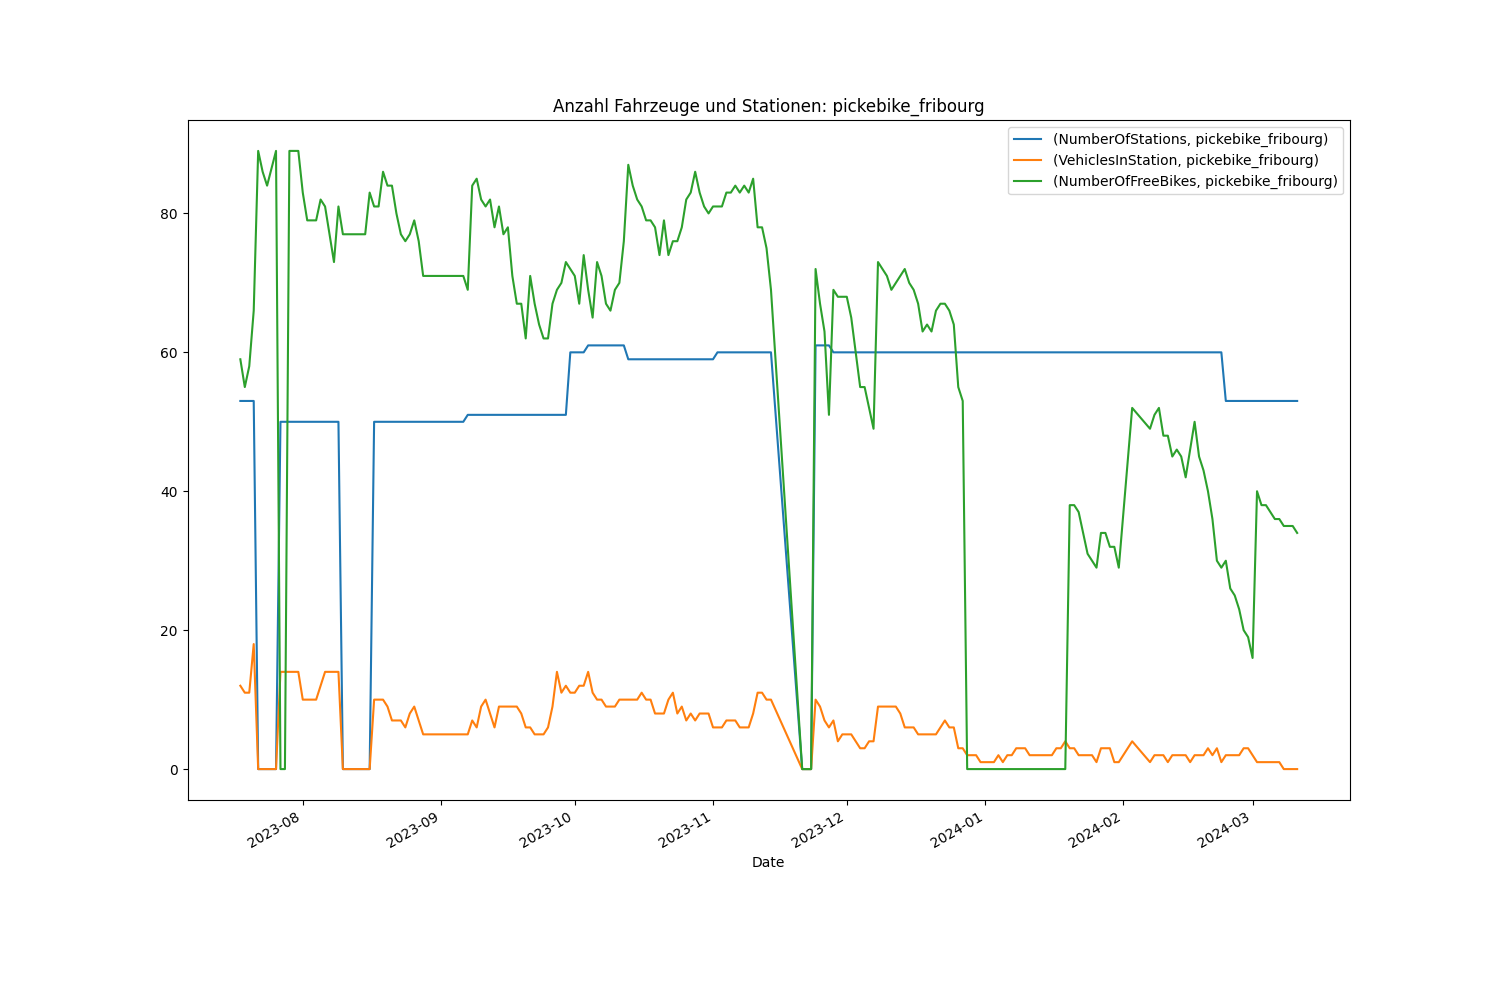 Anzahl Fahrzeuge und Stationen: pickebike_fribourg
(NumberOfStations, pickebike_fribourg)
(VehiclesInStation, pickebike_fribourg)
(NumberOfFreeBikes, pickebike_fribourg)
80
60
40
20
0
2023-08
2023-09
2023-10
2023-11
2023-12
2024-01
2024-02
2024-03
Date